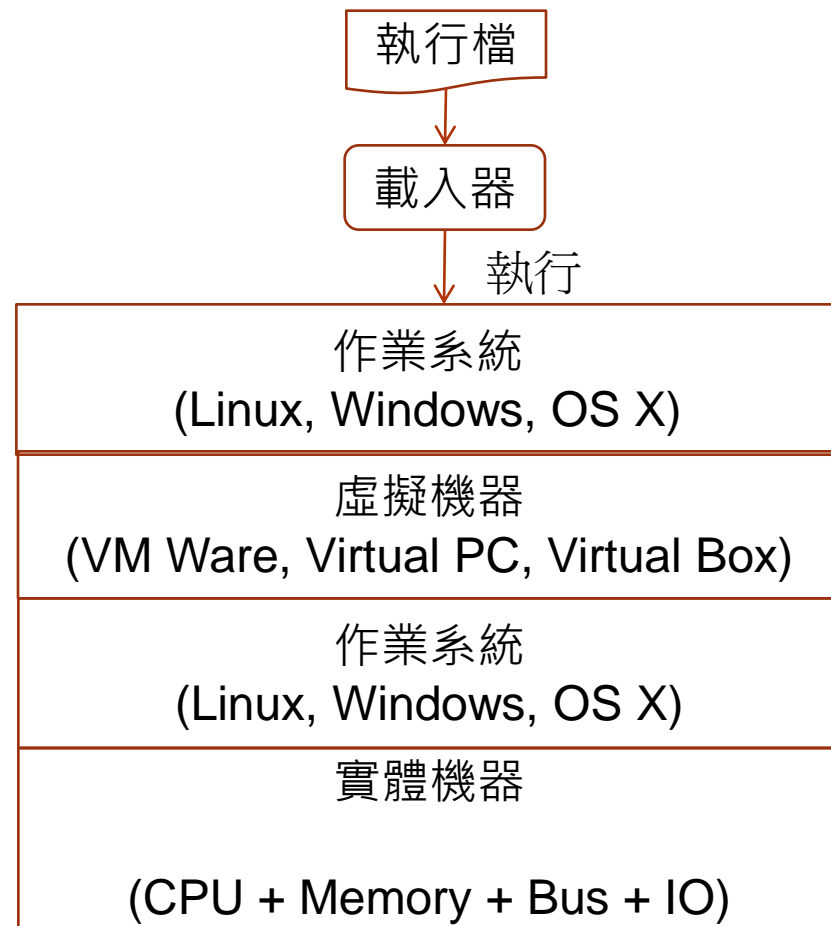 執行檔
載入器
執行
作業系統
(Linux, Windows, OS X)
虛擬機器
(VM Ware, Virtual PC, Virtual Box)
作業系統
(Linux, Windows, OS X)
實體機器
(CPU + Memory + Bus + IO)